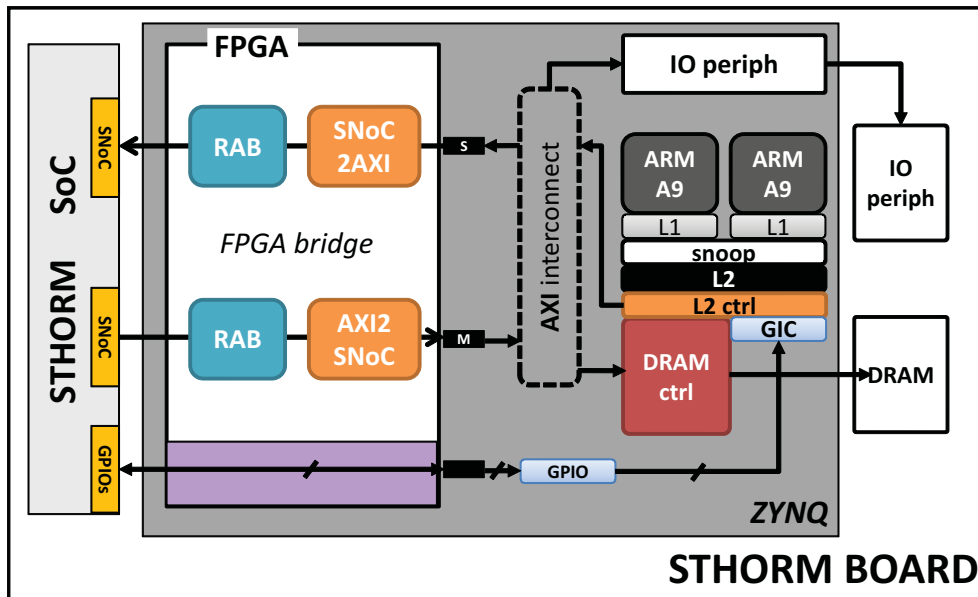 FPGA
IO periph
SNoC
RAB
SNoC
2AXI
S
ARM
A9
ARM
A9
IO
periph
L1
L1
STHORM SoC
FPGA bridge
AXI interconnect
snoop
L2
L2 ctrl
SNoC
RAB
AXI2
SNoC
M
GIC
DRAM
ctrl
DRAM
GPIOs
GPIO
ZYNQ
STHORM BOARD